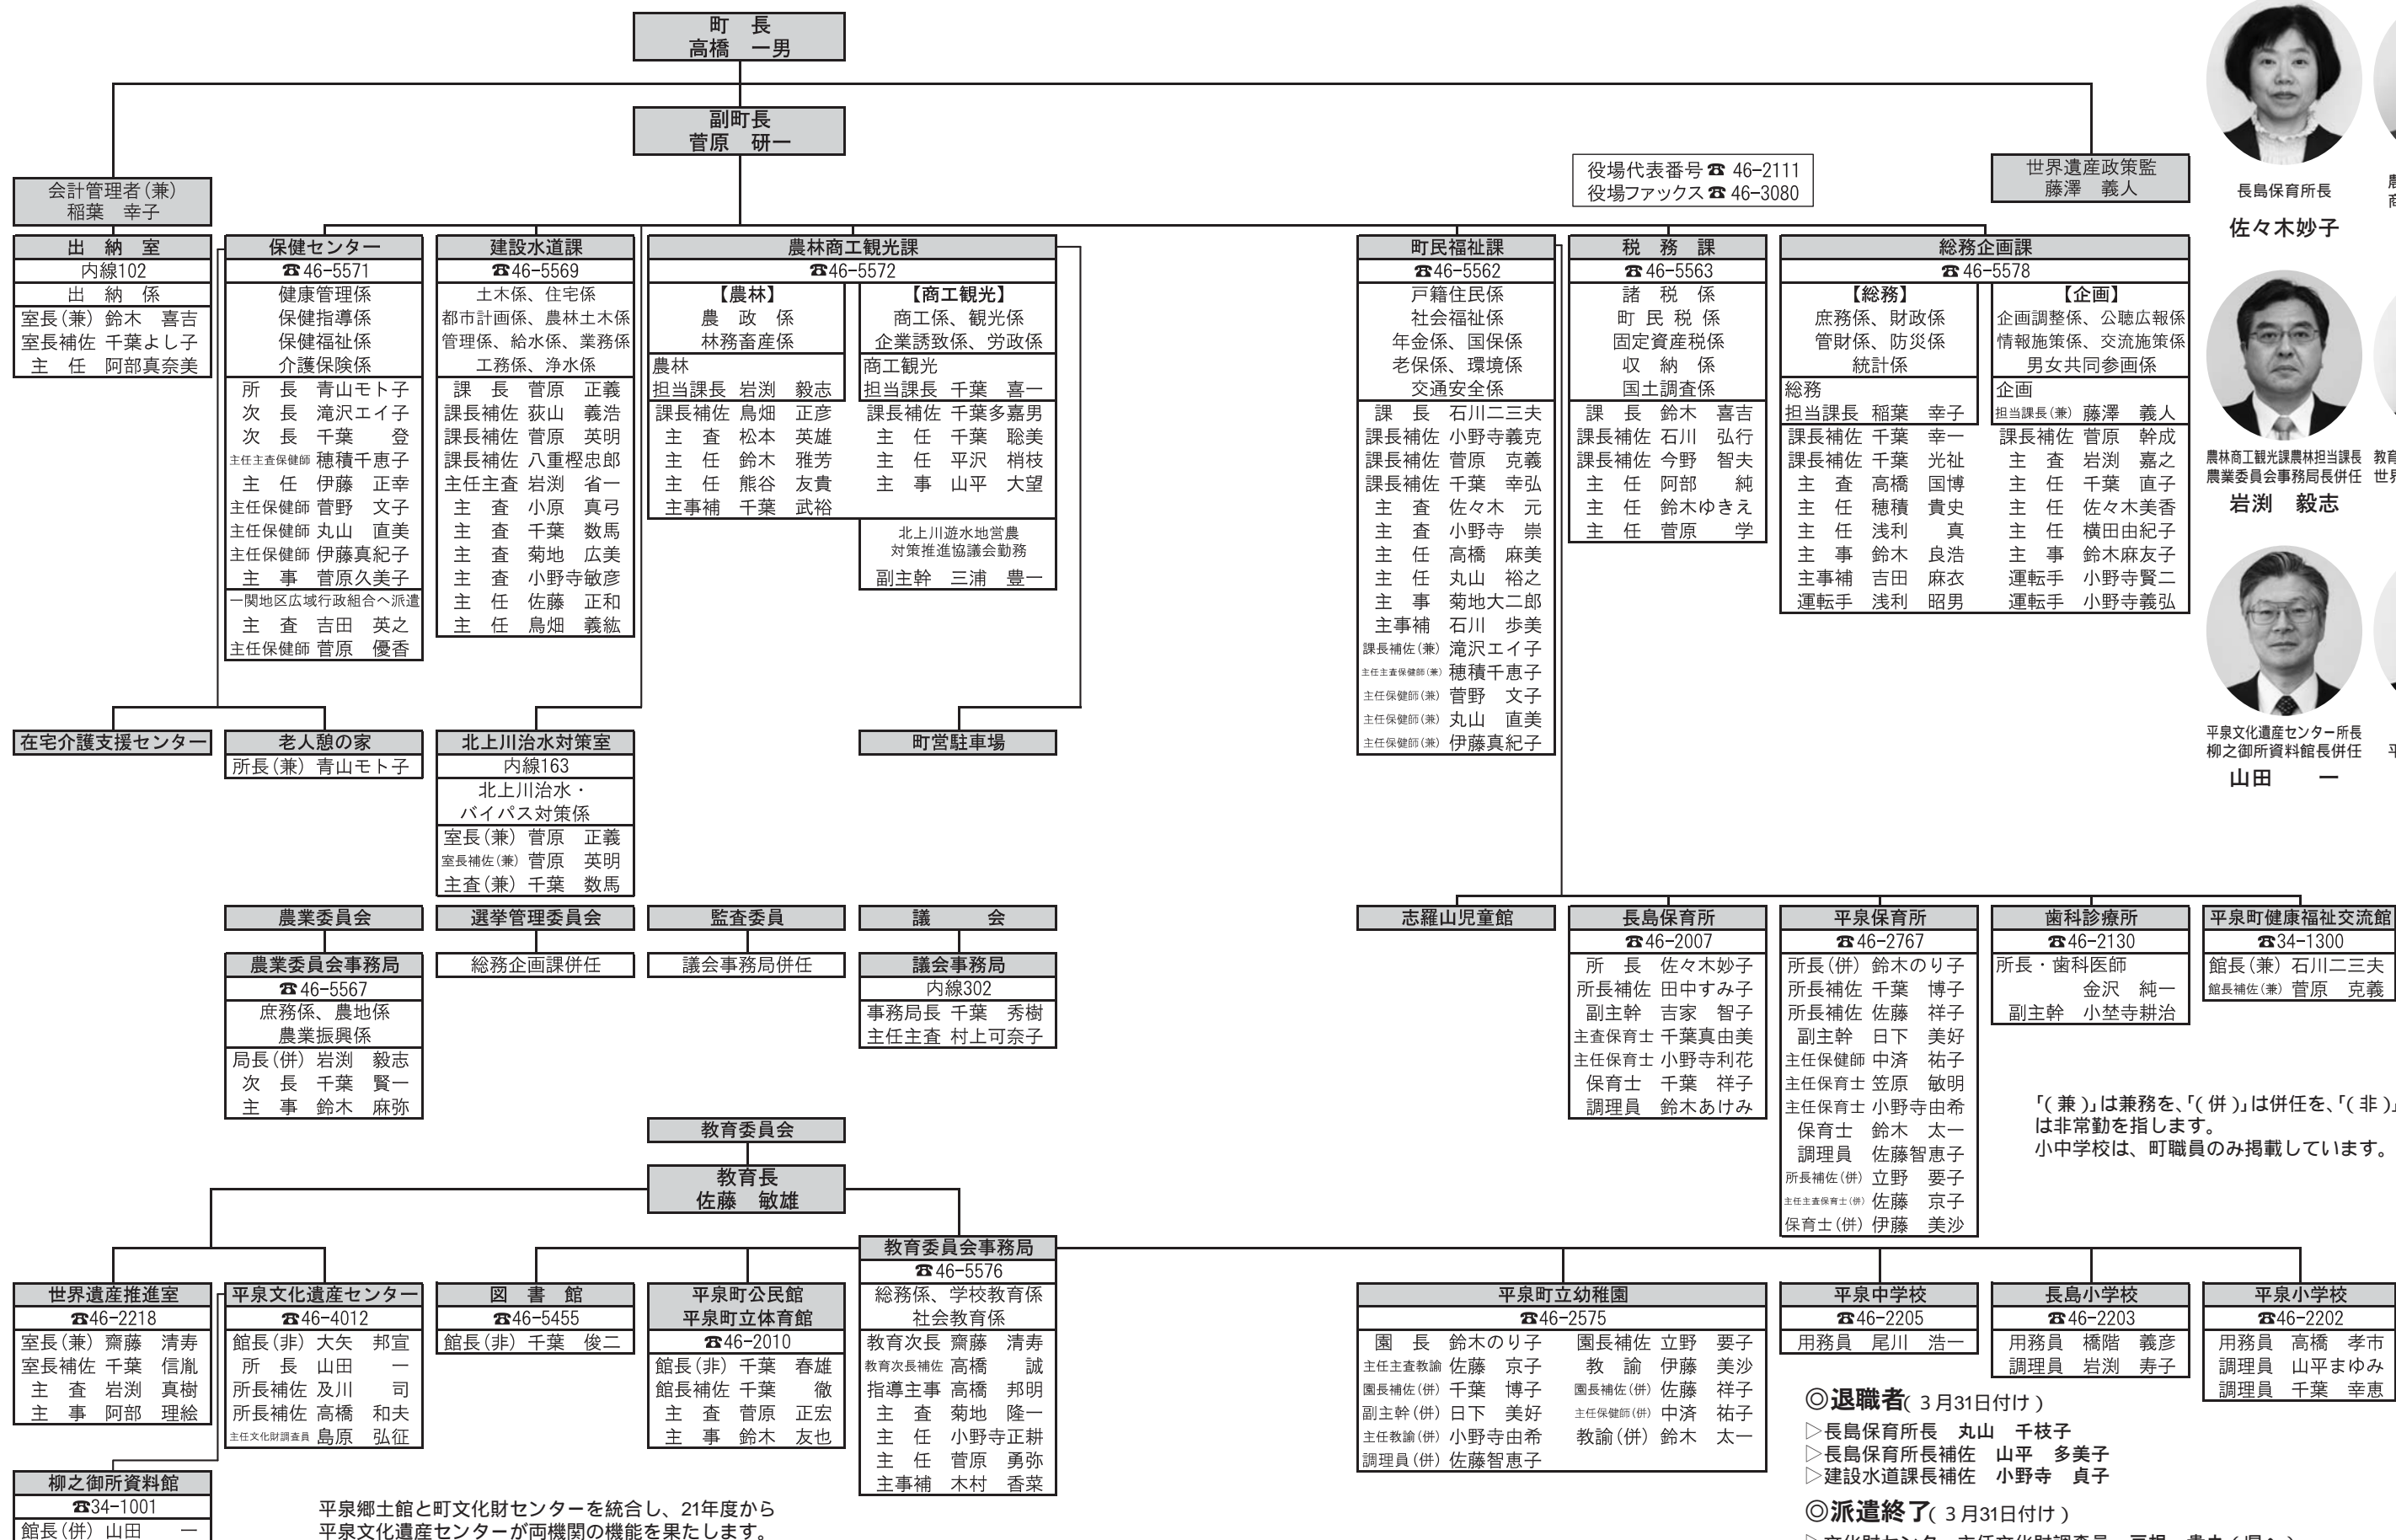 町　長
高橋　一男
副町長
菅原　研一
役場代表番号☎ 46-2111
役場ファックス☎ 46-3080
会計管理者(兼)
稲葉　幸子
世界遺産政策監
藤澤　義人
出　納　室
内線102
出　納　係
室長(兼) 鈴木　喜吉
室長補佐 千葉よし子
主　任 阿部真奈美
保健センター
☎46-5571
健康管理係
保健指導係
保健福祉係
介護保険係
所　長 青山モト子
次　長 滝沢エイ子
次　長 千葉　　登
主任主査保健師 穂積千恵子
主　任 伊藤　正幸
主任保健師 菅野　文子
主任保健師 丸山　直美
主任保健師 伊藤真紀子
主　事 菅原久美子
一関地区広域行政組合へ派遣
主　査 吉田　英之
主任保健師 菅原　優香
建設水道課
☎46-5569
土木係、住宅係
都市計画係、農林土木係
管理係、給水係、業務係
工務係、浄水係
課　長 菅原　正義
課長補佐 荻山　義浩
課長補佐 菅原　英明
課長補佐 八重樫忠郎
主任主査 岩渕　省一
主　査 小原　真弓
主　査 千葉　数馬
主　査 菊地　広美
主　査 小野寺敏彦
主　任 佐藤　正和
主　任 鳥畑　義紘
農林商工観光課
☎46-5572
【農林】
農　政　係
林務畜産係
農林
担当課長 岩渕　毅志
課長補佐 鳥畑　正彦
主　査 松本　英雄
主　任 鈴木　雅芳
主　任 熊谷　友貴
主事補 千葉　武裕
【商工観光】
商工係、観光係
企業誘致係、労政係
商工観光
担当課長 千葉　喜一
課長補佐 千葉多嘉男
主　任 千葉　聡美
主　任 平沢　梢枝
主　事 山平　大望
北上川遊水地営農
対策推進協議会勤務
副主幹 三浦　豊一
町民福祉課
☎46-5562
戸籍住民係
社会福祉係
年金係、国保係
老保係、環境係
交通安全係
課　長 石川二三夫
課長補佐 小野寺義克
課長補佐 菅原　克義
課長補佐 千葉　幸弘
主　査 佐々木　元
主　査 小野寺　崇
主　任 高橋　麻美
主　任 丸山　裕之
主　事 菊地大二郎
主事補 石川　歩美
課長補佐(兼) 滝沢エイ子
主任主査保健師(兼) 穂積千恵子
主任保健師(兼) 菅野　文子
主任保健師(兼) 丸山　直美
主任保健師(兼) 伊藤真紀子
税　務　課
☎46-5563
諸　税　係
町 民 税 係
固定資産税係
収　納　係
国土調査係
課　長 鈴木　喜吉
課長補佐 石川　弘行
課長補佐 今野　智夫
主　任 阿部　　純
主　任 鈴木ゆきえ
主　任 菅原　　学
総務企画課
☎46-5578
【総務】
庶務係、財政係
管財係、防災係
統計係
総務
担当課長 稲葉　幸子
課長補佐 千葉　幸一
課長補佐 千葉　光祉
主　査 高橋　国博
主　任 穂積　貴史
主　任 浅利　　真
主　事 鈴木　良浩
主事補 吉田　麻衣
運転手 浅利　昭男
【企画】
企画調整係、公聴広報係
情報施策係、交流施策係
男女共同参画係
企画
担当課長(兼) 藤澤　義人
課長補佐 菅原　幹成
主　査 岩渕　嘉之
主　任 千葉　直子
主　任 佐々木美香
主　任 横田由紀子
主　事 鈴木麻友子
運転手 小野寺賢二
運転手 小野寺義弘
長島保育所長
佐々木妙子
農林商工観光課農林担当課長
農業委員会事務局長併任
岩渕　毅志
平泉文化遺産センター所長
柳之御所資料館長併任
山田　　一
在宅介護支援センター
老人憩の家
所長(兼) 青山モト子
北上川治水対策室
内線163
北上川治水・
バイパス対策係
室長(兼) 菅原　正義
室長補佐(兼) 菅原　英明
主査(兼) 千葉　数馬
町営駐車場
農業委員会
農業委員会事務局
☎46-5567
庶務係、農地係
農業振興係
局長(併) 岩渕　毅志
次　長 千葉　賢一
主　事 鈴木　麻弥
選挙管理委員会
総務企画課併任
監査委員
議会事務局併任
議　　会
議会事務局
内線302
事務局長 千葉　秀樹
主任主査 村上可奈子
志羅山児童館
長島保育所
☎46-2007
所　長 佐々木妙子
所長補佐 田中すみ子
副主幹 吉家　智子
主査保育士 千葉真由美
主任保育士 小野寺利花
保育士 千葉　祥子
調理員 鈴木あけみ
平泉保育所
☎46-2767
所長(併) 鈴木のり子
所長補佐 千葉　博子
所長補佐 佐藤　祥子
副主幹 日下　美好
主任保健師 中済　祐子
主任保育士 笠原　敏明
主任保育士 小野寺由希
保育士 鈴木　太一
調理員 佐藤智恵子
所長補佐(併) 立野　要子
主任主査保育士(併) 佐藤　京子
保育士(併) 伊藤　美沙
歯科診療所
☎46-2130
所長・歯科医師
金沢　純一
副主幹 小埜寺耕治
平泉町健康福祉交流館
☎34-1300
館長(兼) 石川二三夫
館長補佐(兼) 菅原　克義
「(兼)」は兼務を、「(併)」は併任を、「(非)」
は非常勤を指します。
小中学校は、町職員のみ掲載しています。
教育委員会
教育長
佐藤　敏雄
世界遺産推進室
☎46-2218
室長(兼) 齋藤　清寿
室長補佐 千葉　信胤
主　査 岩渕　真樹
主　事 阿部　理絵
平泉文化遺産センター
☎46-4012
館長(非) 大矢　邦宣
所　長 山田　　一
所長補佐 及川　　司
所長補佐 高橋　和夫
主任文化財調査員 島原　弘征
柳之御所資料館
☎34-1001
館長(併) 山田　　一
図　書　館
☎46-5455
館長(非) 千葉　俊二
平泉町公民館
平泉町立体育館
☎46-2010
館長(非) 千葉　春雄
館長補佐 千葉　　徹
主　査 菅原　正宏
主　事 鈴木　友也
教育委員会事務局
☎46-5576
総務係、学校教育係
社会教育係
教育次長 齋藤　清寿
教育次長補佐 高橋　　誠
指導主事 高橋　邦明
主　査 菊地　隆一
主　任 小野寺正耕
主　任 菅原　勇弥
主事補 木村　香菜
平泉町立幼稚園
☎46-2575
園　長 鈴木のり子　園長補佐 立野　要子
主任主査教諭 佐藤　京子　教　諭 伊藤　美沙
園長補佐(併) 千葉　博子　園長補佐(併) 佐藤　祥子
副主幹(併) 日下　美好　主任保健師(併) 中済　祐子
主任教諭(併) 小野寺由希　教諭(併) 鈴木　太一
調理員(併) 佐藤智恵子
平泉中学校
☎46-2205
用務員 尾川　浩一
長島小学校
☎46-2203
用務員 橋階　義彦
調理員 岩渕　寿子
平泉小学校
☎46-2202
用務員 高橋　孝市
調理員 山平まゆみ
調理員 千葉　幸恵
平泉郷土館と町文化財センターを統合し、21年度から
平泉文化遺産センターが両機関の機能を果たします。
◎退職者(3月31日付け)
▷長島保育所長　丸山　千枝子
▷長島保育所長補佐　山平　多美子
▷建設水道課長補佐　小野寺　貞子
◎派遣終了(3月31日付け)